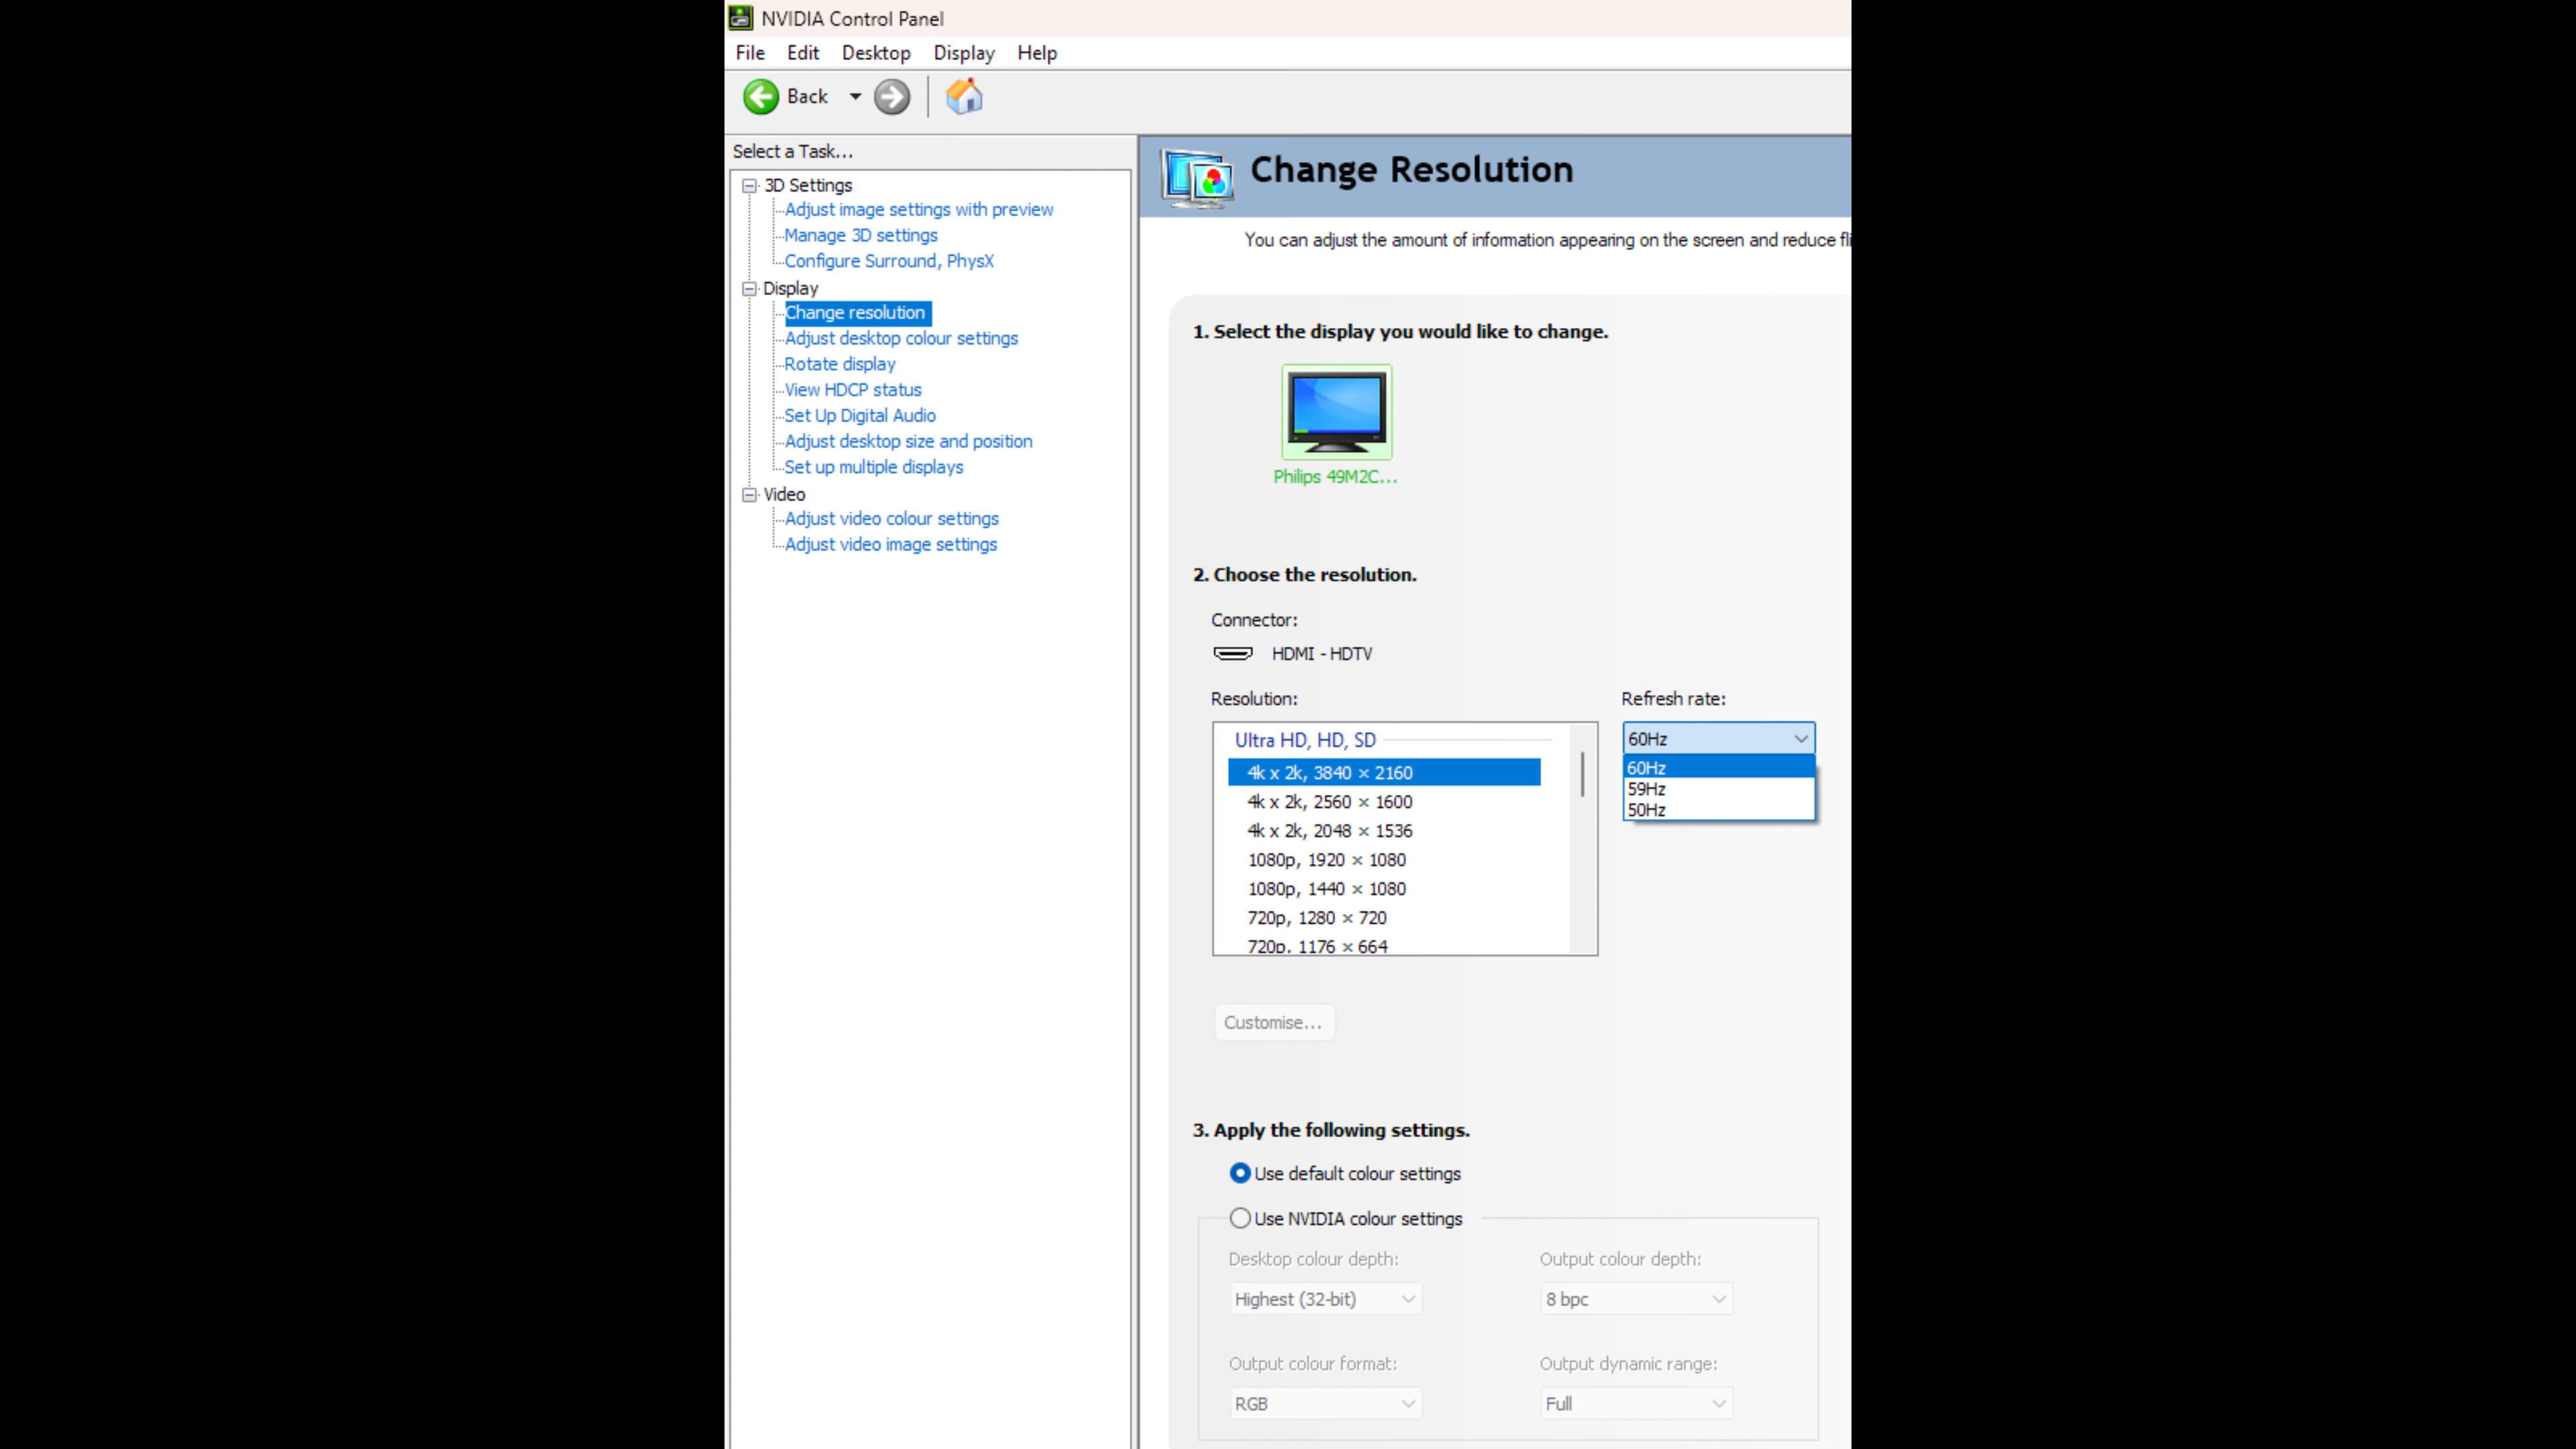 NVIDIA Control Panel
File Edit Desktop Display Help
Back
Select a Task...
3D Settings
Adjust image settings with preview
Manage 3D settings
Configure Surround, PhysX
Display
Change resolution
Adjust desktop colour settings
Rotate display
View HDCP status
Set Up Digital Audio
Adjust desktop size and position
Set up multiple displays
Video
Adjust video colour settings
Adjust video image settings
Change Resolution
You can adjust the amount of information appearing on the screen and reduce fli
1. Select the display you would like to change.
Philips 49M2C...
2. Choose the resolution.
Connector:
HDMI - HDTV
Resolution:
Ultra HD, HD, SD
4k x 2k, 3840 × 2160
4k x 2k, 2560 × 1600
4k x 2k, 2048 × 1536
1080p, 1920 × 1080
1080p, 1440 × 1080
720p, 1280 × 720
720p, 1176 × 664
Refresh rate:
60Hz
60Hz
59Hz
50Hz
Customise...
3. Apply the following settings.
Use default colour settings
Use NVIDIA colour settings
Desktop colour depth:
Highest (32-bit)
Output colour depth:
8 bpc
Output colour format:
RGB
Output dynamic range:
Full